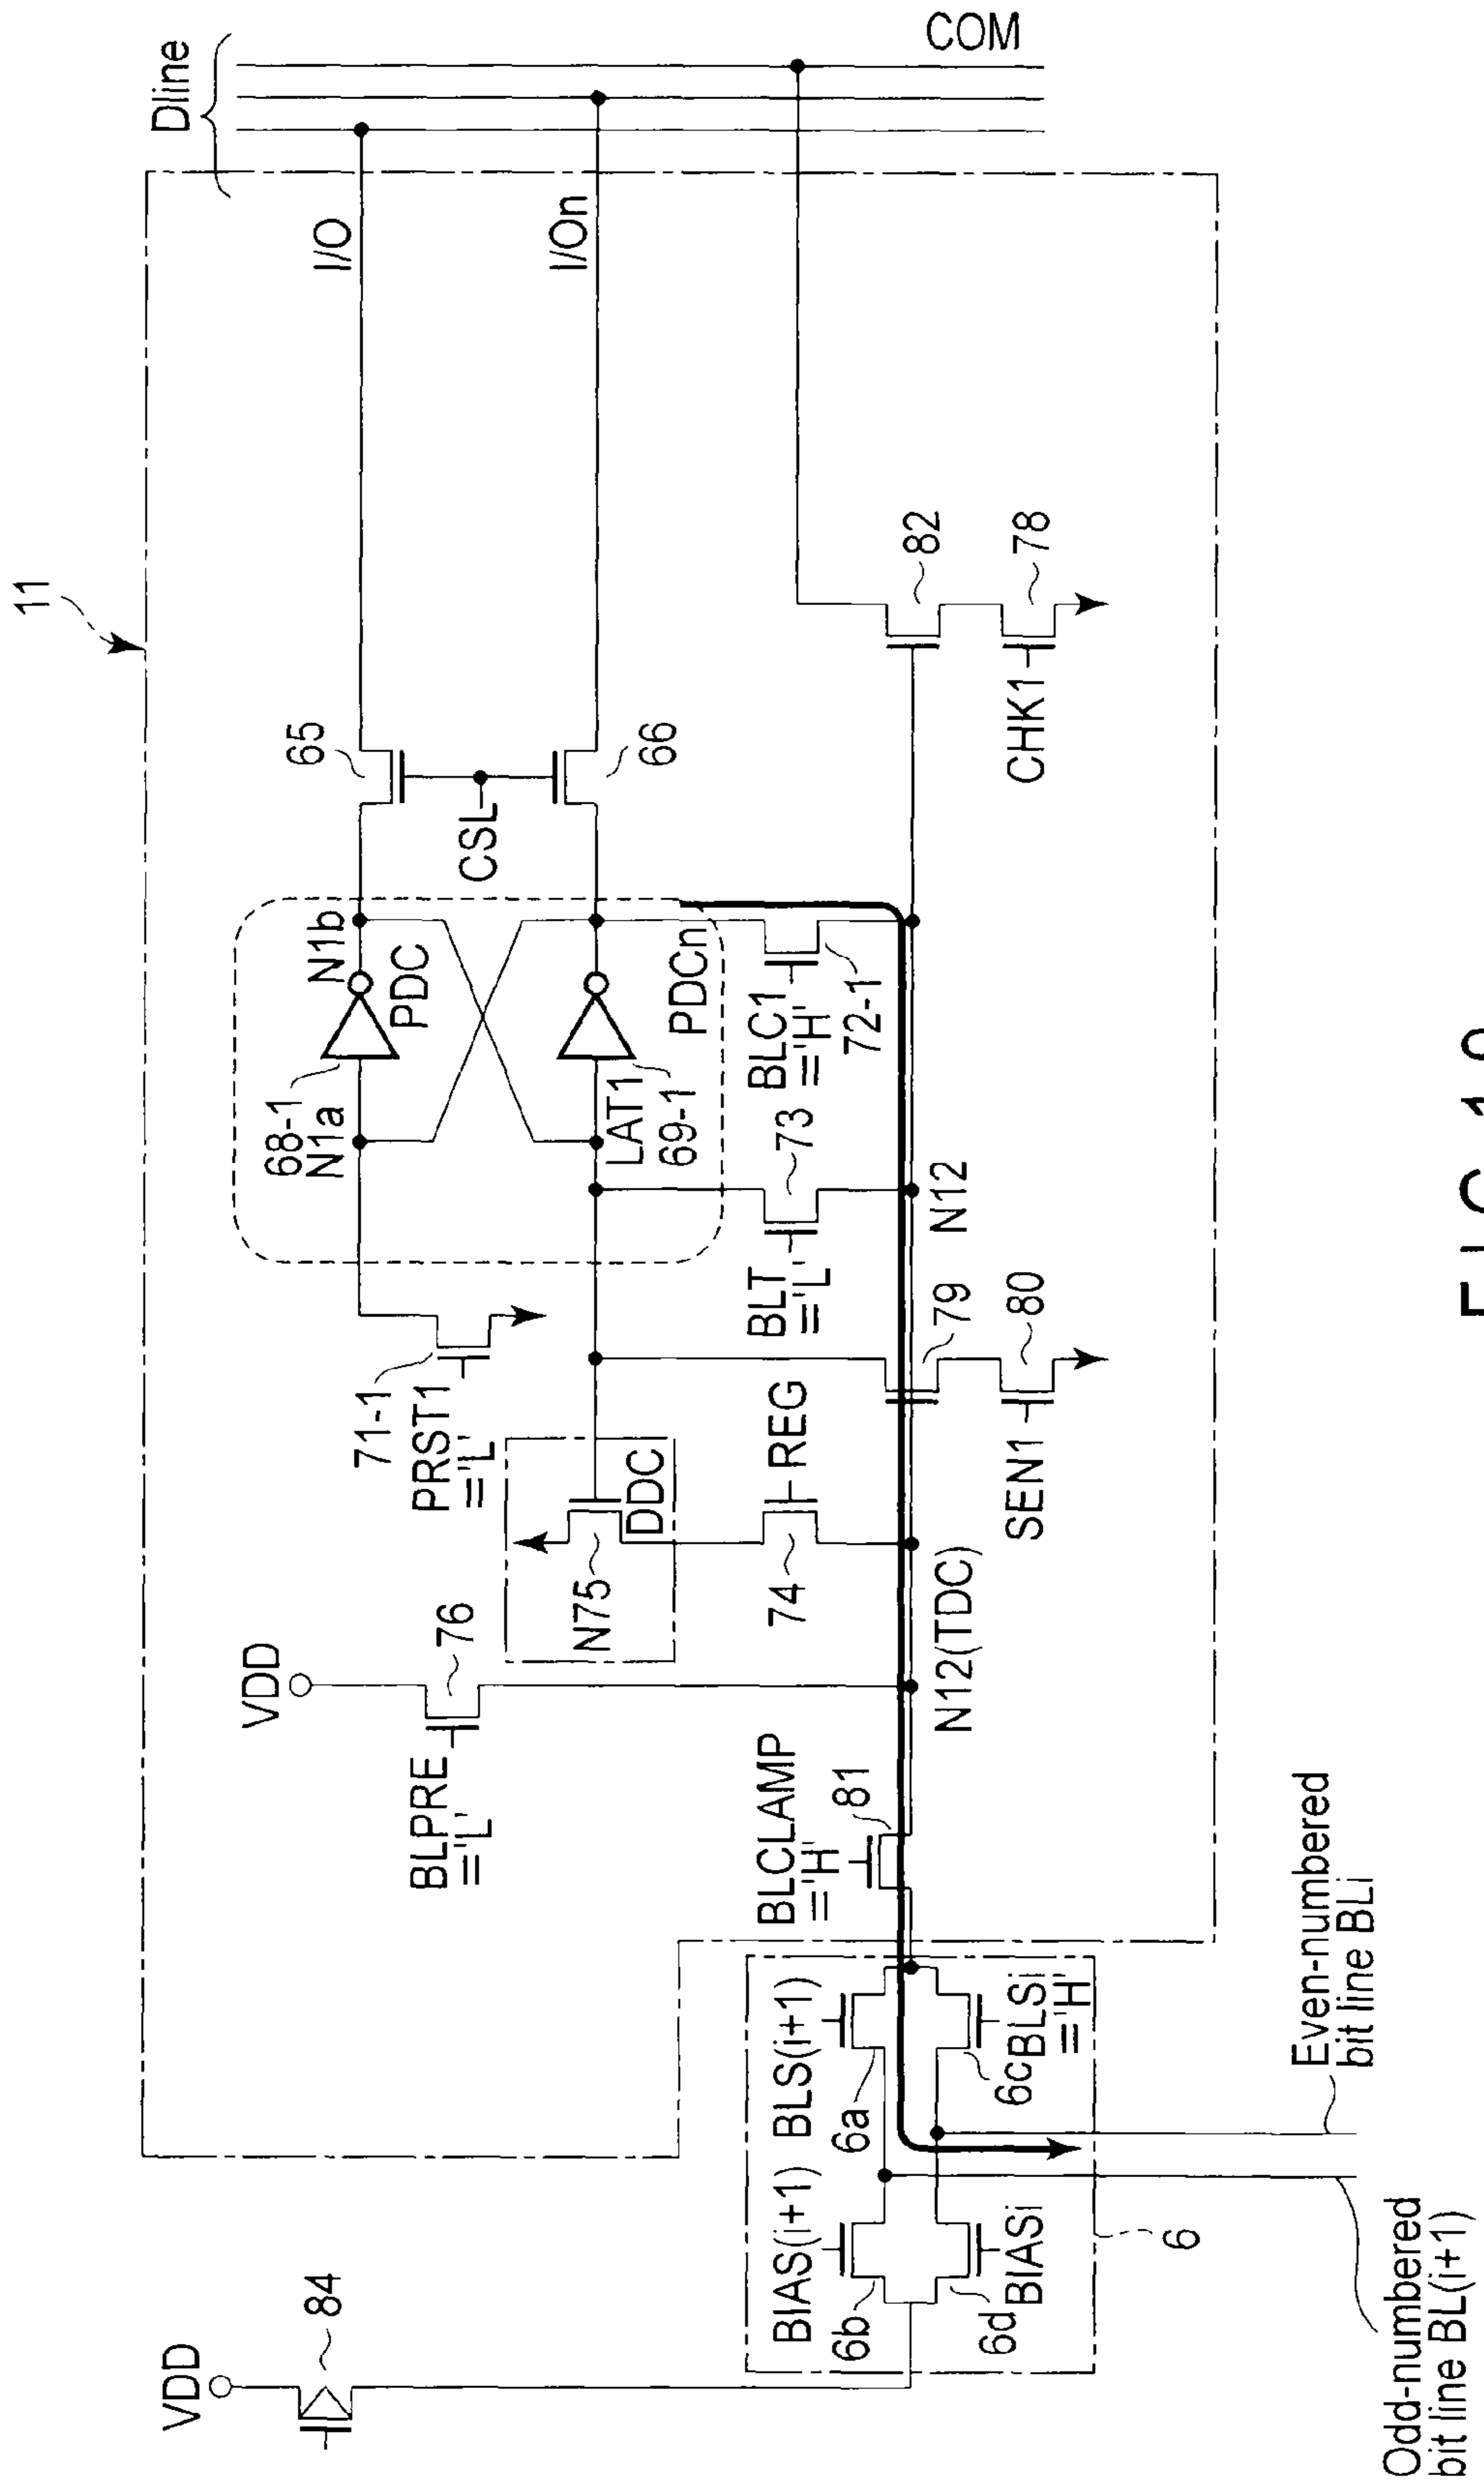 11
Dline
COM
I/O
I/On
65
66
CSL
82
78
CHK1
N1b
PDC
68-1
N1a
LAT1
69-1
PDCn
BLC1
='H'
72-1
73
BLT
='L'
N12
71-1
PRST1
='L'
79
80
SEN1
DDC
N75
REG
74
VDD
76
BLPRE
='L'
N12(TDC)
BLCLAMP
='H'
81
BLS(i+1)
6a
6c
BLSi
='H'
BIAS(i+1)
6b
6d
BIASi
6
VDD
84
Even-numbered
bit line BLi
Odd-numbered
bit line BL(i+1)